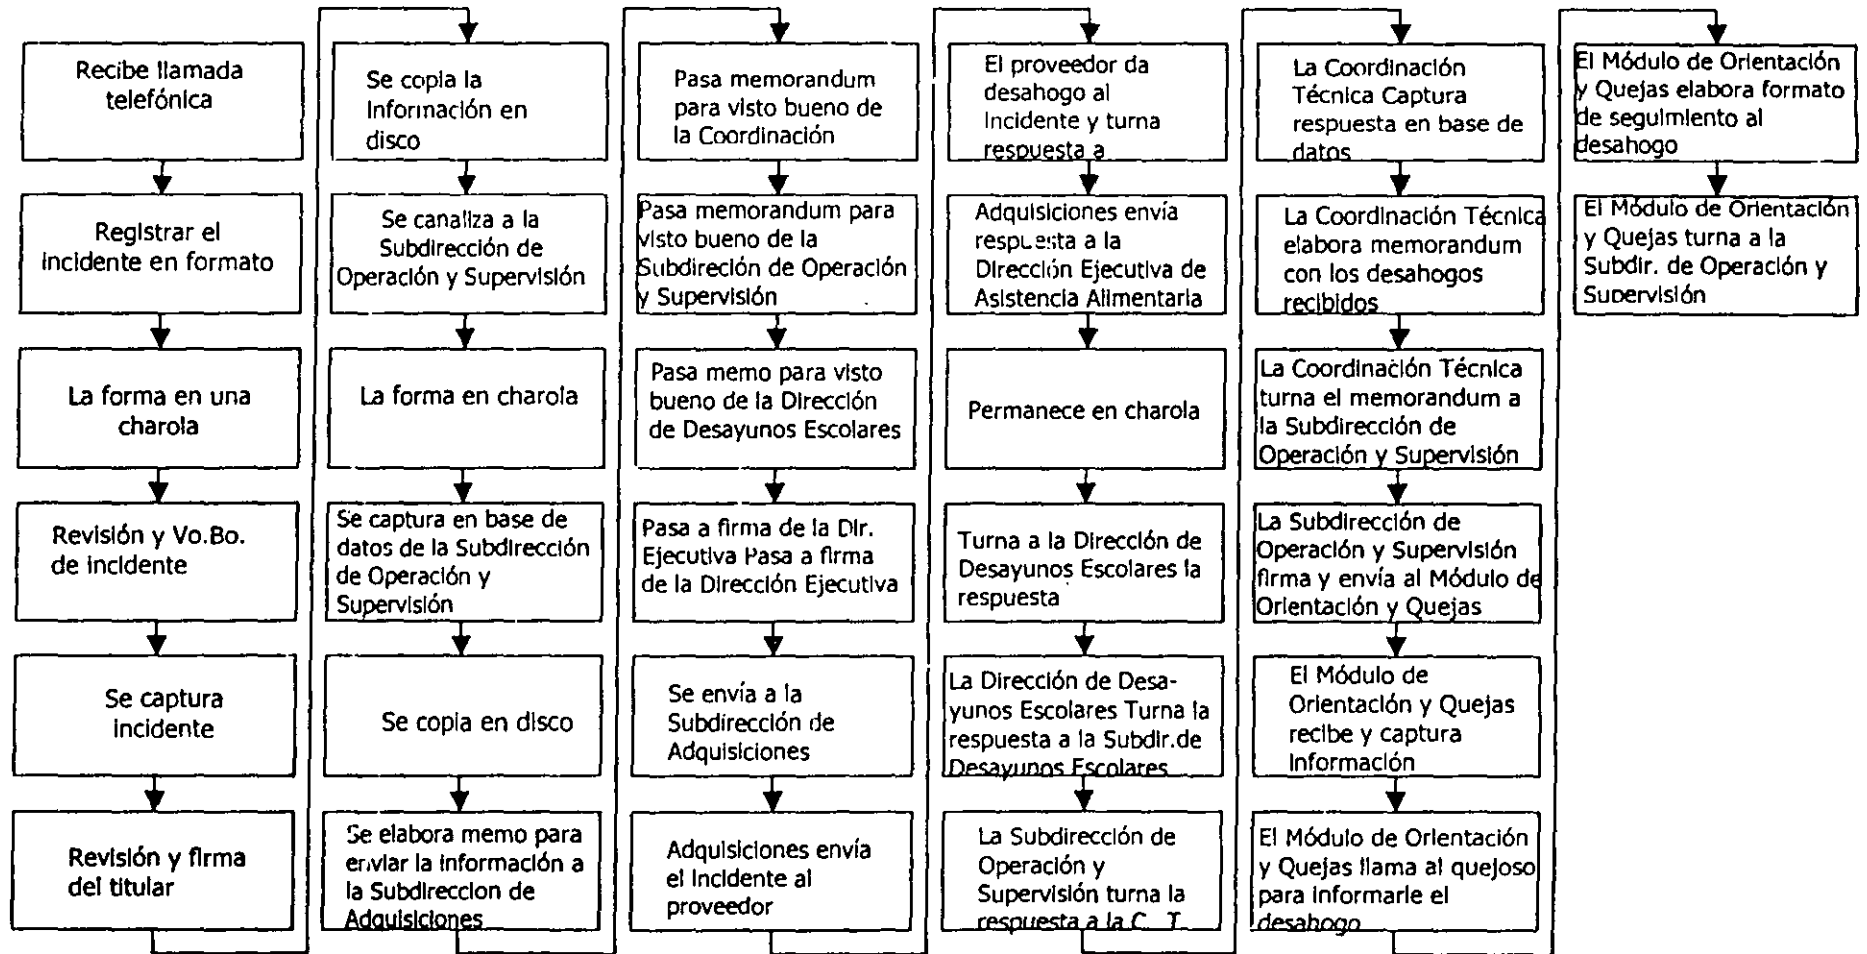 Recibe llamada
telefónica
Registrar el
incidente en formato
La forma en una
charola
Revisión y Vo.Bo.
de incidente
Se captura
incidente
Revisión y firma
del titular
Se copia la
Información en
disco
Se canaliza a la
Subdirección de
Operación y Supervisión
La forma en charola
Se captura en base de
datos de la Subdirección
de Operación y
Supervisión
Se copia en disco
Se elabora memo para
enviar la información a
la Subdireccion de
Adquisiciones
Pasa memorandum
para visto bueno de
la Coordinación
Pasa memorandum para
visto bueno de la
Subdireción de Operación
y Supervisión
Pasa memo para visto
bueno de la Dirección
de Desayunos Escolares
Pasa a firma de la Dir.
Ejecutiva Pasa a firma
de la Dirección Ejecutiva
Se envía a la
Subdirección de
Adquisiciones
Adquisiciones envía
el Incidente al
proveedor
El proveedor da
desahogo al
Incidente y turna
respuesta a
Adquisiciones envía
respuesta a la
Dirección Ejecutiva de
Asistencia Alimentaria
Permanece en charola
Turna a la Dirección de
Desayunos Escolares la
respuesta
La Dirección de Desa-
yunos Escolares Turna la
respuesta a la Subdir.de
Desayunos Escolares
La Subdirección de
Operación y
Supervisión turna la
respuesta a la C. T.
La Coordinación
Técnica Captura
respuesta en base de
datos
La Coordinación Técnica
elabora memorandum
con los desahogos
recibidos
La Coordinación Técnica
turna el memorandum a
la Subdirección de
Operación y Supervisión
La Subdirección de
Operación y Supervisión
firma y envía al Módulo de
Orientación y Quejas
El Módulo de
Orientación y Quejas
recibe y captura
Información
El Módulo de Orientación
y Quejas llama al quejoso
para informarle el
desahogo
El Módulo de Orientación
y Quejas elabora formato
de seguimiento al
desahogo
El Módulo de Orientación
y Quejas turna a la
Subdir. de Operación y
Supervisión